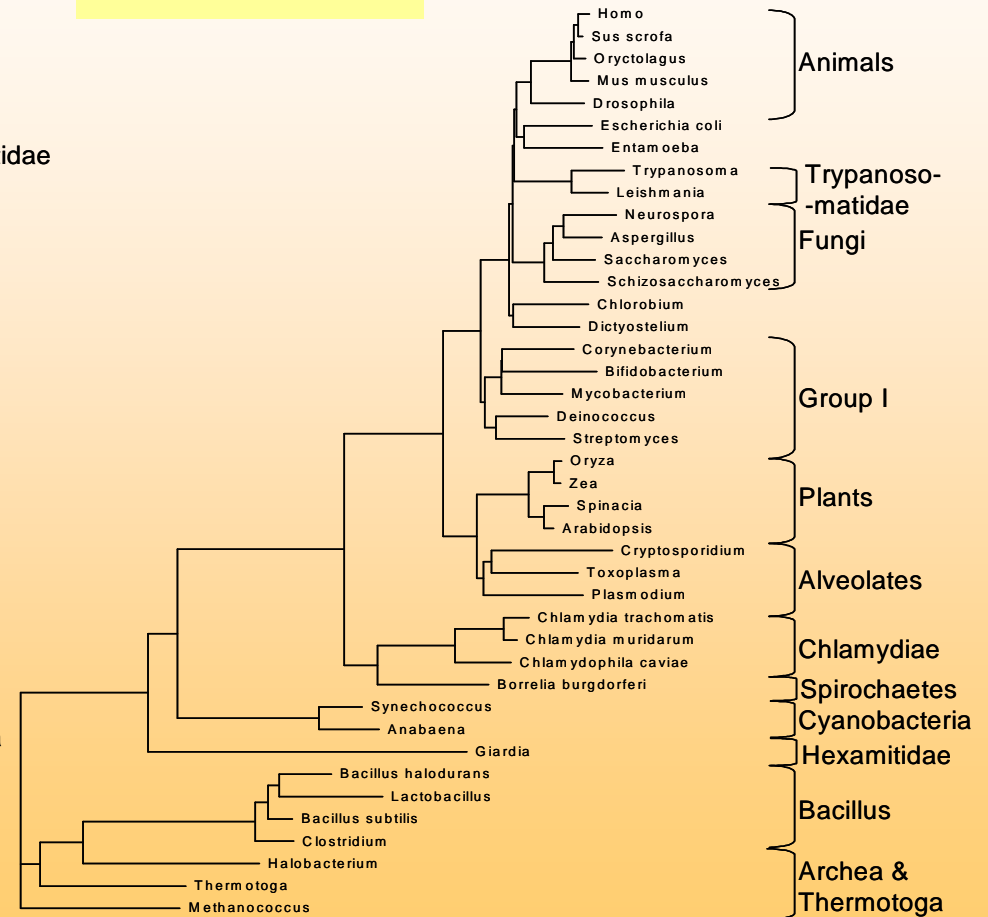 Homo
Sus scrofa
Oryctolagus
Mus musculus
Drosophila
Animals
Escherichia coli
Entamoeba
idae
Trypanosoma
Leishmania
Trypanoso-
-matidae
Neurospora
Aspergillus
Saccharomyces
Schizosaccharomyces
Fungi
Chlorobium
Dictyostelium
Corynebacterium
Bifidobacterium
Mycobacterium
Deinococcus
Streptomyces
Group I
Oryza
Zea
Spinacia
Arabidopsis
Plants
Cryptosporidium
Toxoplasma
Plasmodium
Alveolates
Chlamydia trachomatis
Chlamydia muridarum
Chlamydophila caviae
Chlamydiae
Borrelia burgdorferi
Spirochaetes
Synechococcus
Anabaena
Cyanobacteria
Giardia
Hexamitidae
Bacillus halodurans
Lactobacillus
Bacillus subtilis
Clostridium
Bacillus
Halobacterium
Thermotoga
Methanococcus
Archea &
Thermotoga